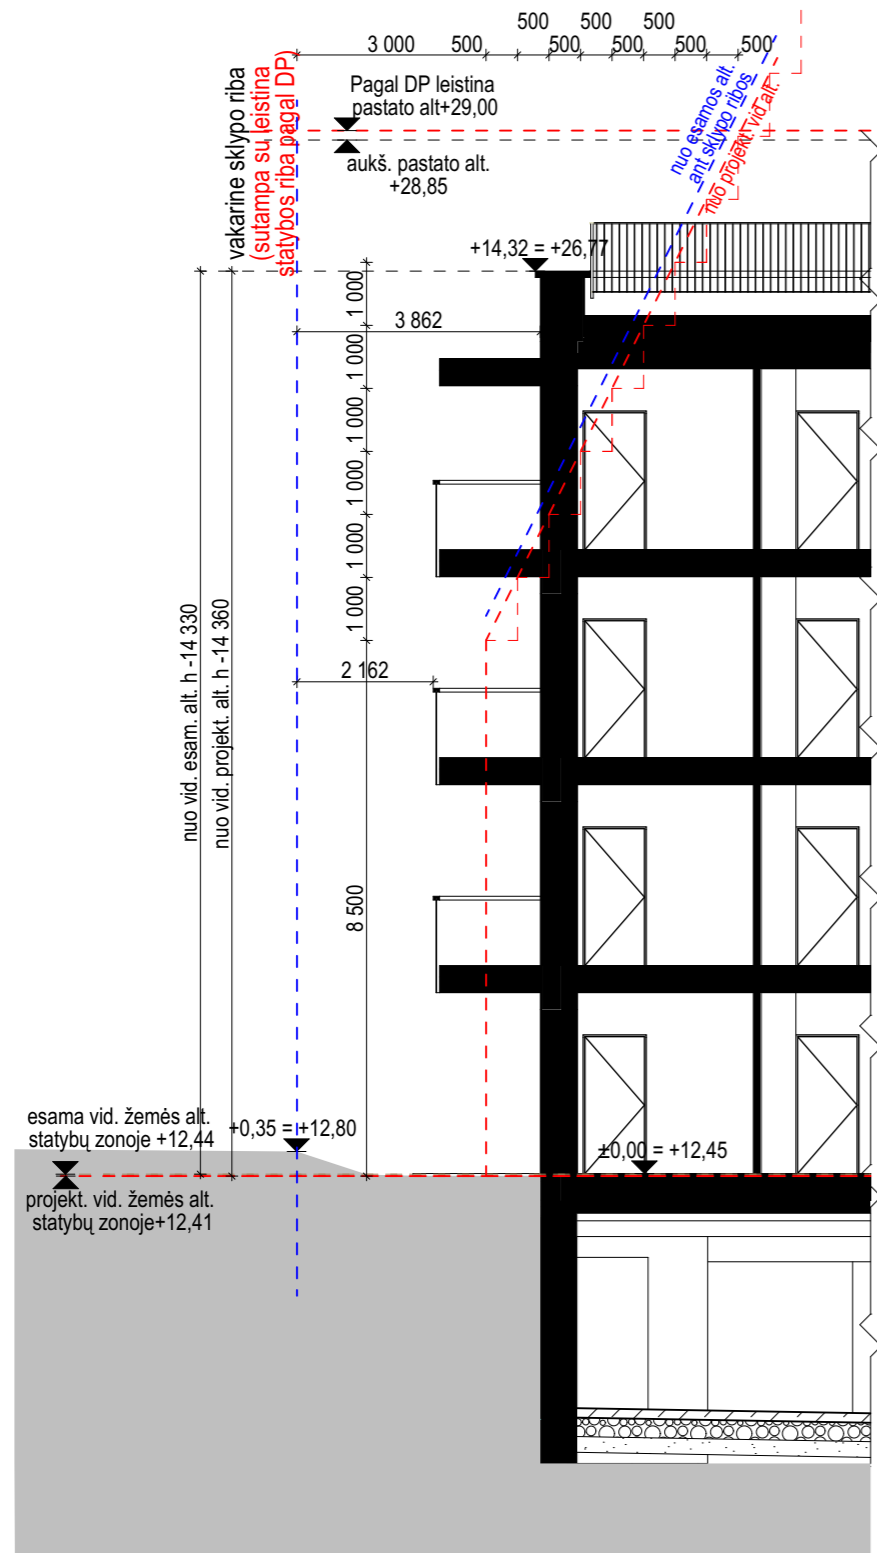 500 500 500
3 000 500 500 500 500 500
vakarine sklypo riba
(sutampa su leistina
statybos riba pagal DP)
Pagal DP leistina
pastato alt+29,00
aukš. pastato alt.
+28,85
nuo esamos alt.
ant sklypo ribos
nuo projekt. vid alt.
+14,32 = +26,77
1 000
3 862
1 000
1 000
1 000
1 000
1 000
nuo vid. esam. alt. h -14 330
nuo vid. projekt. alt. h -14 360
2 162
8 500
esama vid. žemės alt.
statybų zonoje +12,44
+0,35 = +12,80
±0,00 = +12,45
projekt. vid. žemės alt.
statybų zonoje+12,41